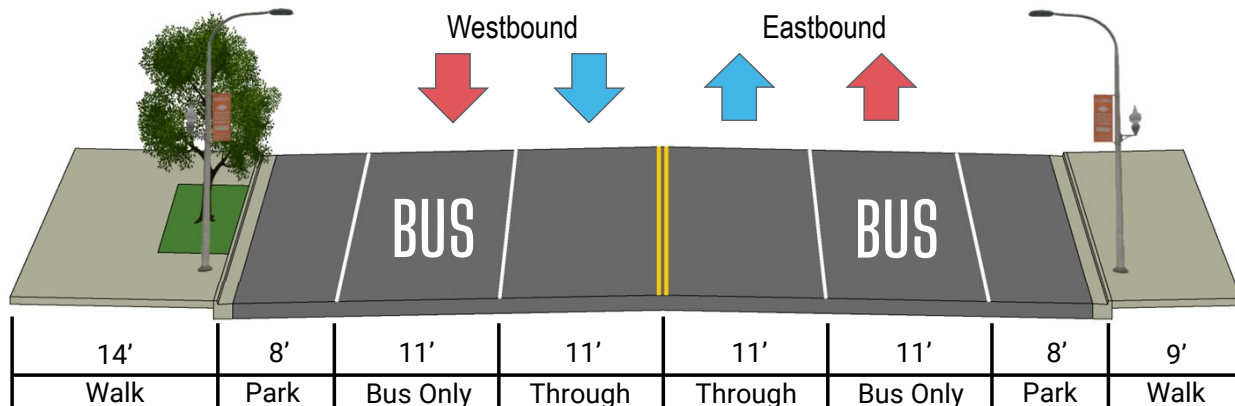 Westbound Eastbound
BUS BUS
14’ 8’ 11’ 11’ 11’ 11’ 8’ 9’
Walk Park Bus Only Through Through Bus Only Park Walk